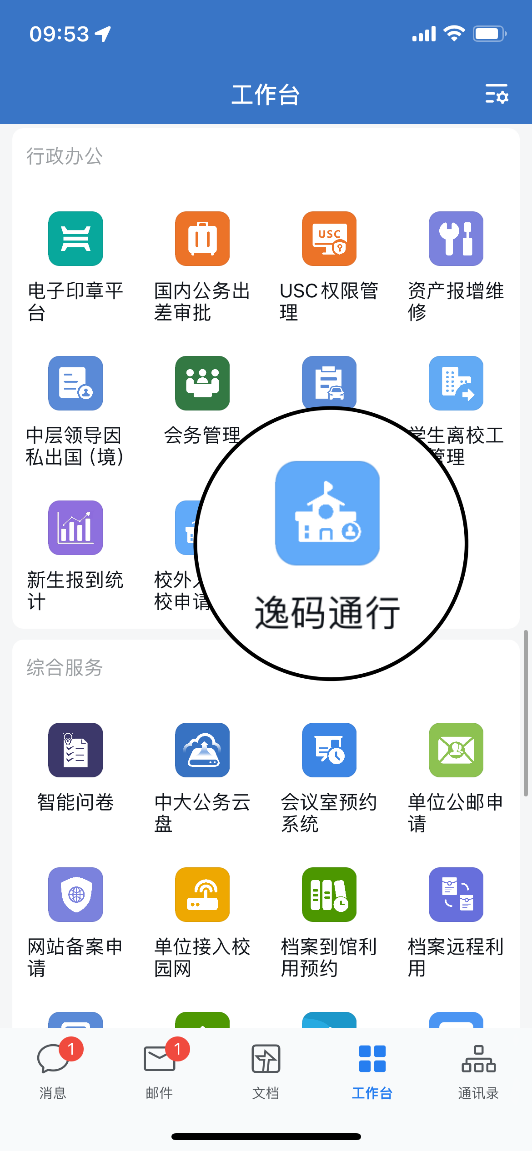 09:53
工作台
行政办公
电子印章平
台
国内公务出
差审批
USC权限管
理
资产报增维
修
中层领导因
私出国（境）
会务管理
学生离校工
管理
新生报到统
计
校外
校申请
逸码通行
综合服务
智能问卷
中大公务云
盘
会议室预约
系统
单位公邮申
请
网站备案申
请
单位接入校
园网
档案到馆利
用预约
档案远程利
用
1
1
消息
邮件
文档
工作台
通讯录